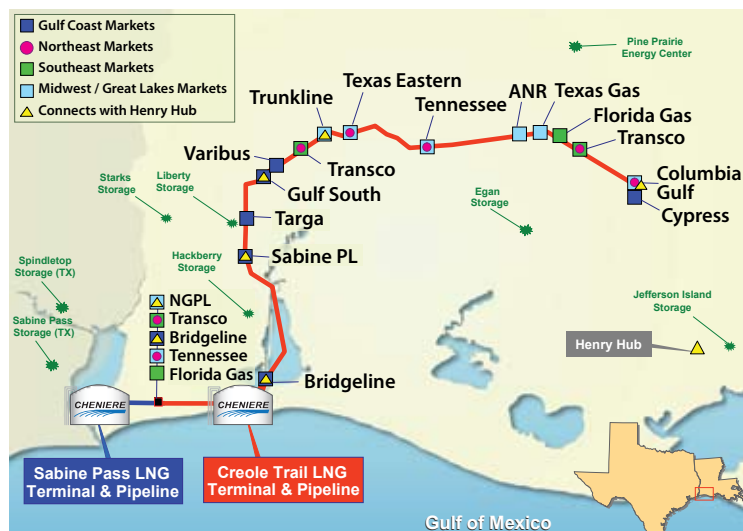 Gulf Coast Markets
Northeast Markets
Southeast Markets
Midwest / Great Lakes Markets
Connects with Henry Hub
Pine Prairie
Energy Center
Texas Eastern
Tennessee
ANR
Texas Gas
Trunkline
Florida Gas
Transco
Varibus
Transco
Gulf South
Columbia
Gulf
Cypress
Starks
Storage
Liberty
Storage
Egan
Storage
Targa
Sabine PL
Hackberry
Storage
Spindletop
Storage (TX)
Sabine Pass
Storage (TX)
NGPL
Transco
Bridgeline
Tennessee
Florida Gas
Jefferson Island
Storage
Henry Hub
Bridgeline
CHENIERE
CHENIERE
Sabine Pass LNG
Terminal & Pipeline
Creole Trail LNG
Terminal & Pipeline
Gulf of Mexico